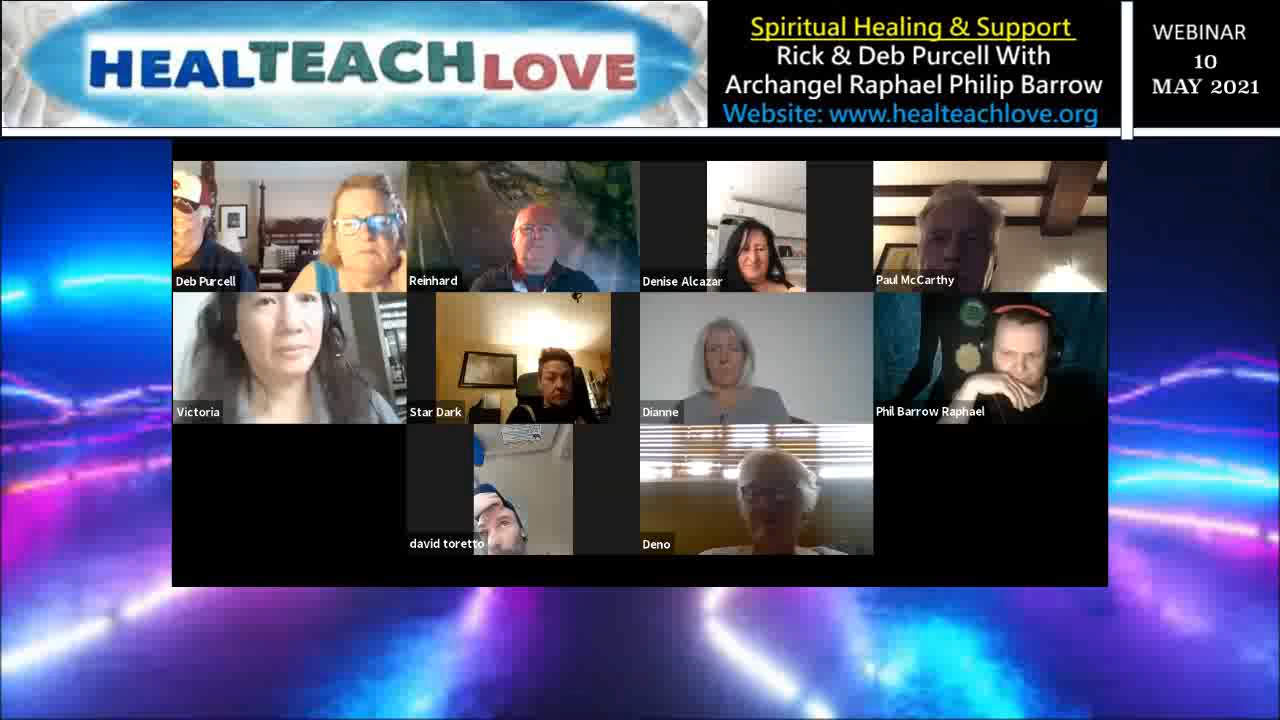 HEALTEACHLOVE
Spiritual Healing & Support
Rick & Deb Purcell With
Archangel Raphael Philip Barrow
Website: www.healteachlove.org
WEBINAR
10
MAY 2021
Deb Purcell
Reinhard
Denise Alcazar
Paul McCarthy
Victoria
Star Dark
Dianne
Phil Barrow Raphael
david toretto
Deno